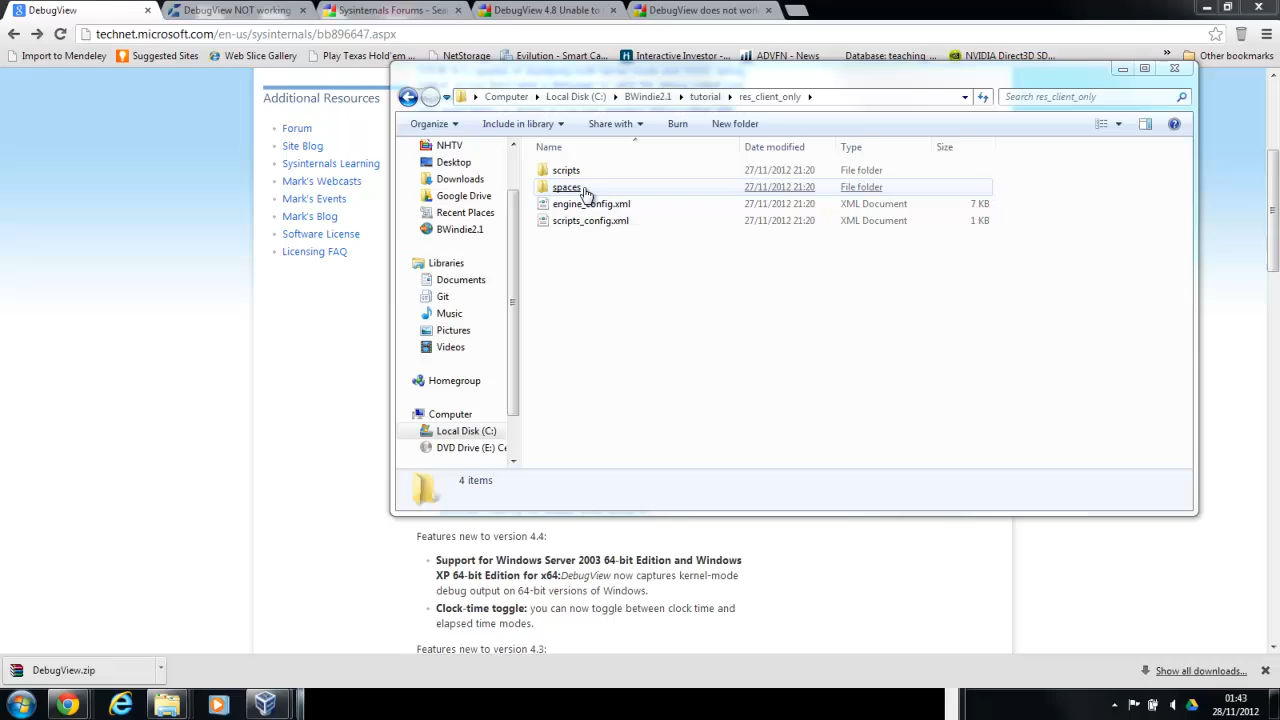 DebugView
DebugView NOT working
Sysinternals Forums - Sea
DebugView 4.8 Unable to
DebugView does not wor
technet.microsoft.com/en-us/sysinternals/bb896647.aspx
Import to Mendeley
Suggested Sites
Web Slice Gallery
Play Texas Hold'em ...
NetStorage
Evilution - Smart Ca...
Interactive Investor -...
ADVFN - News
Database: teaching ...
NVIDIA Direct3D SD...
Other bookmarks
Additional Resources
Forum
Site Blog
Sysinternals Learning
Mark's Webcasts
Mark's Events
Mark's Blog
Software License
Licensing FAQ
Computer
Local Disk (C:)
BWindie2.1
tutorial
res_client_only
Search res_client_only
Organize
Include in library
Share with
Burn
New folder
NHTV
Desktop
Downloads
Google Drive
Recent Places
BWindie2.1
Libraries
Documents
Git
Music
Pictures
Videos
Homegroup
Computer
Local Disk (C:)
DVD Drive (E:) Ce
Name
Date modified
Type
Size
scripts
27/11/2012 21:20
File folder
spaces
27/11/2012 21:20
File folder
engine_config.xml
27/11/2012 21:20
XML Document
7 KB
scripts_config.xml
27/11/2012 21:20
XML Document
1 KB
4 items
Features new to version 4.4:
Support for Windows Server 2003 64-bit Edition and Windows
XP 64-bit Edition for x64:DebugView now captures kernel-mode
debug output on 64-bit versions of Windows.
Clock-time toggle: you can now toggle between clock time and
elapsed time modes.
Features new to version 4.3:
DebugView.zip
Show all downloads...
01:43
28/11/2012